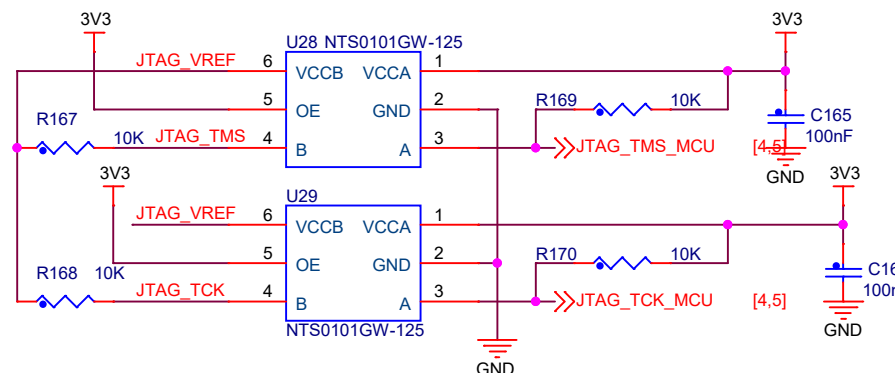 3V3
3V3
U28 NTS0101GW-125
JTAG_VREF 6 VCCB VCCA 1
5 OE GND 2
R167 10K JTAG_TMS 4 B A 3
R169 10K
JTAG_TMS_MCU [4,5]
C165
100nF
GND
3V3
3V3
U29
JTAG_VREF 6 VCCB VCCA 1
5 OE GND 2
R168 10K JTAG_TCK 4 B A 3
R170 10K
JTAG_TCK_MCU [4,5]
NTS0101GW-125
GND
GND